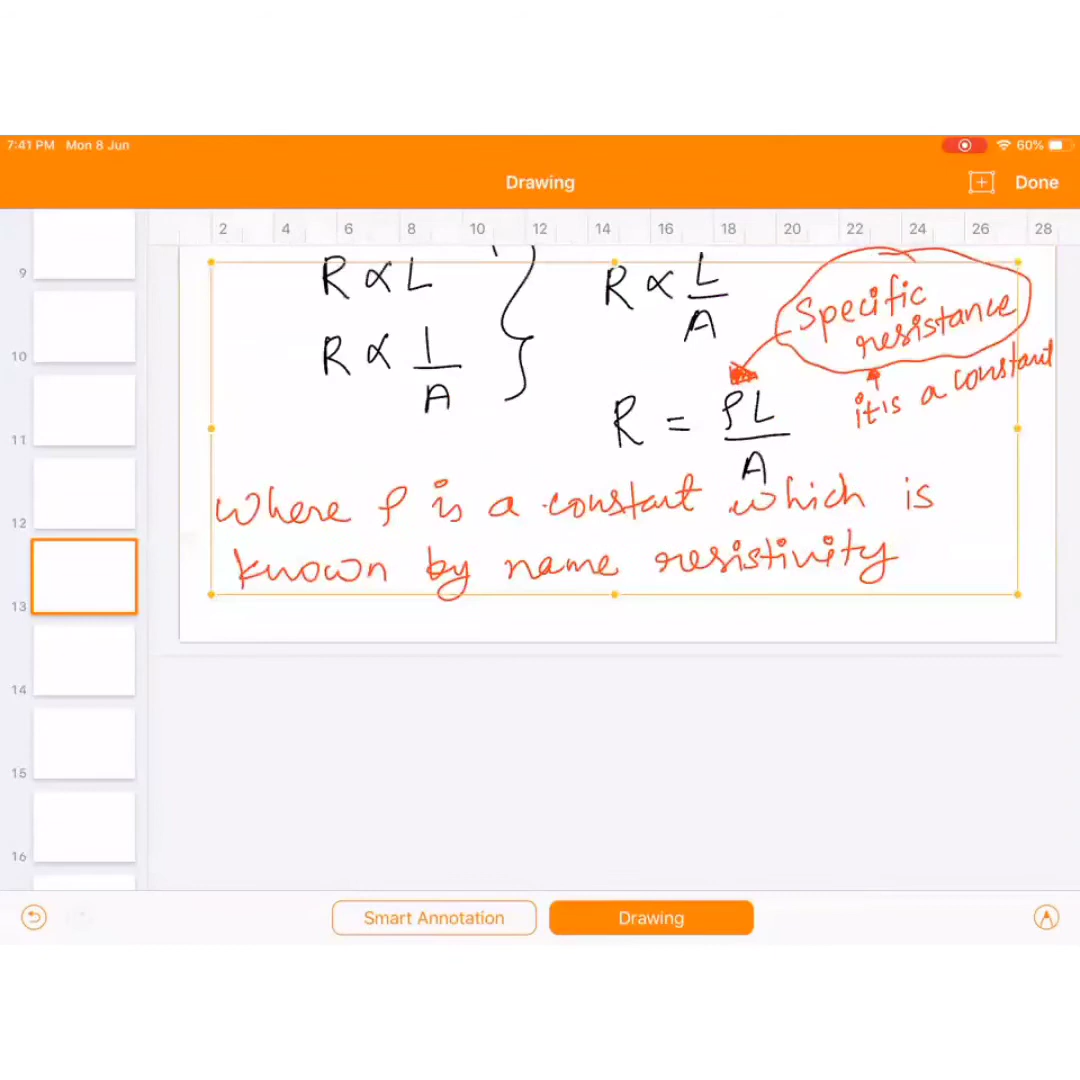 7:41 PM Mon 8 Jun
60%
Drawing
Done
2 4 6 8 10 12 14 16 18 20 22 24 26 28
9
10
11
12
13
14
15
16
R ∝ L
R ∝ 1/A
R ∝ L/A
Specific
resistance
it is a constant
R = ρL/A
where ρ is a constant which is
known by name resistivity
Smart Annotation
Drawing